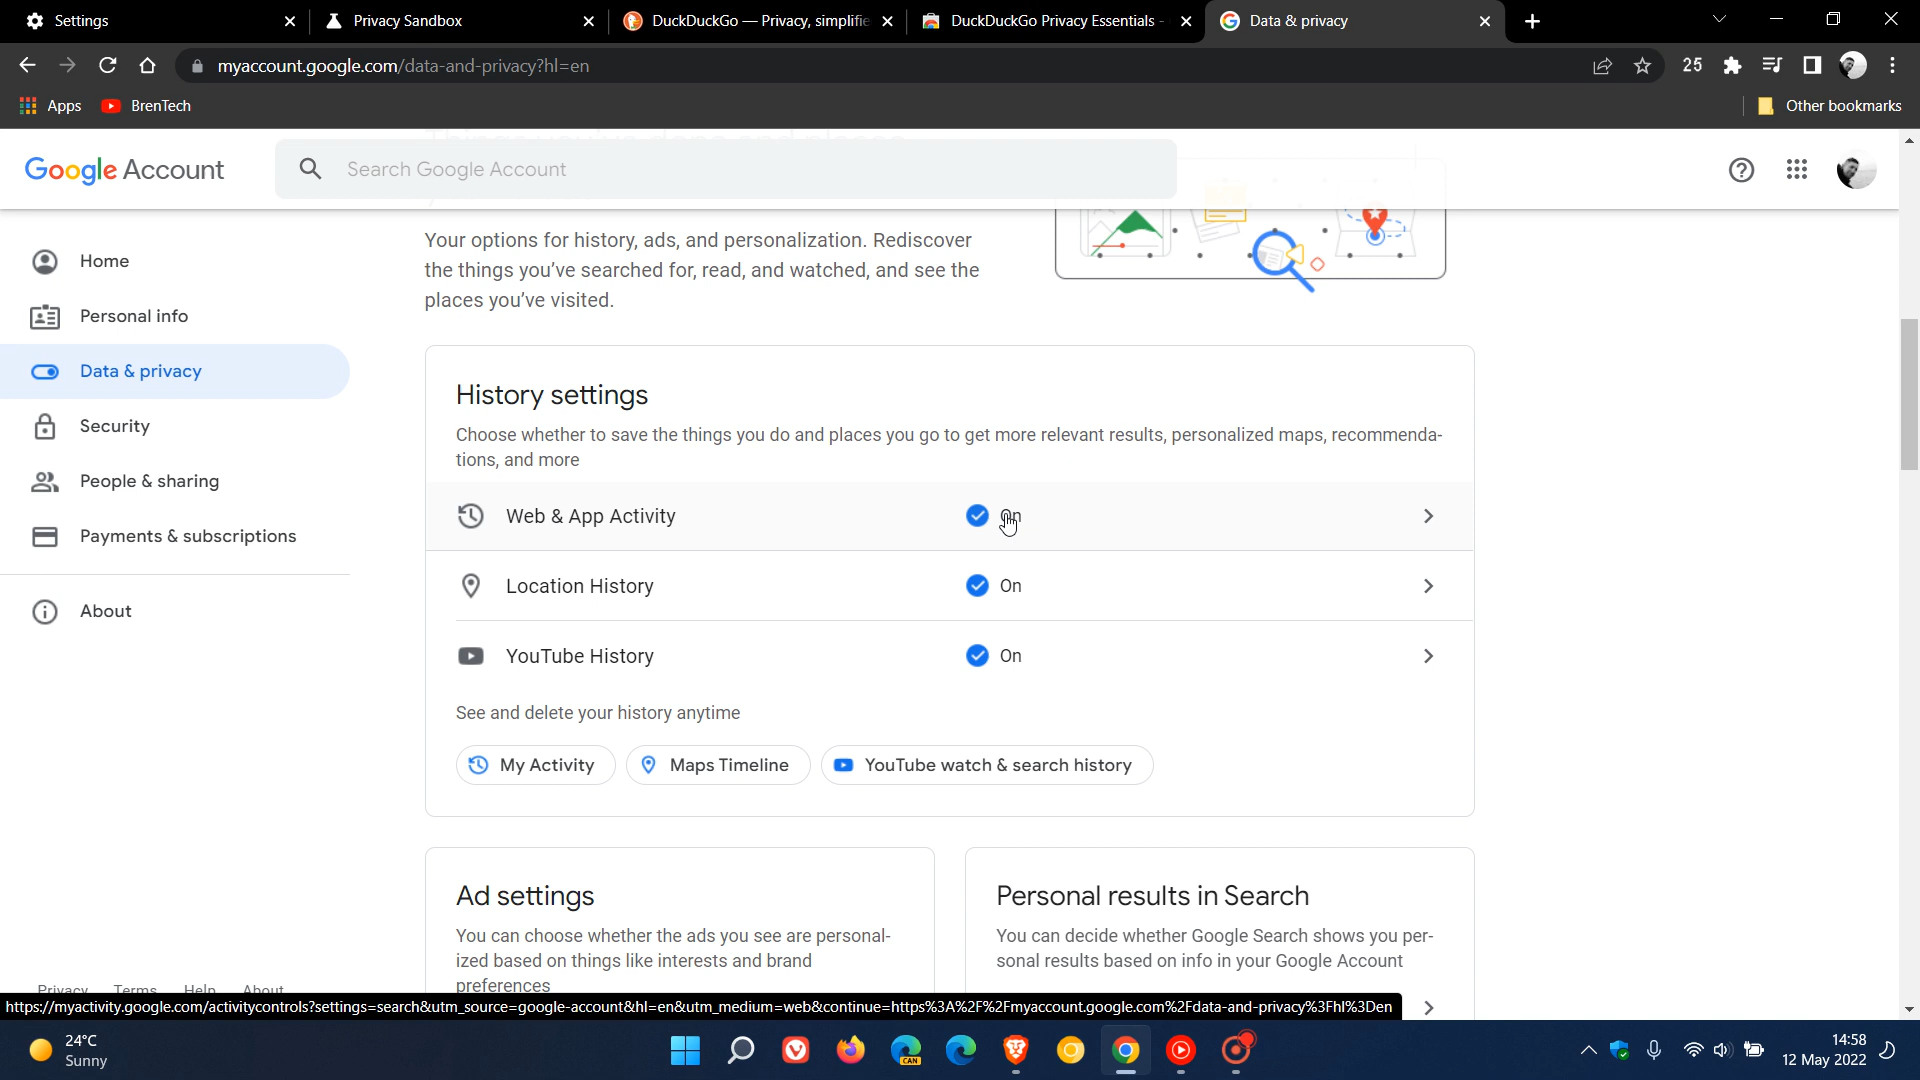 Settings
Privacy Sandbox
DuckDuckGo — Privacy, simplifie
DuckDuckGo Privacy Essentials -
Data & privacy
myaccount.google.com/data-and-privacy?hl=en
25
Apps
BrenTech
Other bookmarks
Google Account
Search Google Account
Your options for history, ads, and personalization. Rediscover
the things you've searched for, read, and watched, and see the
places you've visited.
Home
Personal info
Data & privacy
Security
People & sharing
Payments & subscriptions
About
History settings
Choose whether to save the things you do and places you go to get more relevant results, personalized maps, recommenda-
tions, and more
Web & App Activity
On
Location History
On
YouTube History
On
See and delete your history anytime
My Activity
Maps Timeline
YouTube watch & search history
Ad settings
You can choose whether the ads you see are personal-
ized based on things like interests and brand
preferences
Personal results in Search
You can decide whether Google Search shows you per-
sonal results based on info in your Google Account
Privacy
Terms
Help
About
https://myactivity.google.com/activitycontrols?settings=search&utm_source=google-account&hl=en&utm_medium=web&continue=https%3A%2F%2Fmyaccount.google.com%2Fdata-and-privacy%3Fhl%3Den
24°C
Sunny
CAN
14:58
12 May 2022